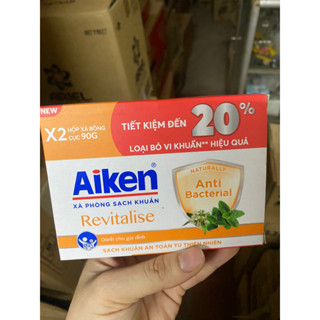 NEW
X2 HỘP XÀ BÔNG
CỤC 90G
TIẾT KIỆM ĐẾN 20%
LOẠI BỎ VI KHUẨN** HIỆU QUẢ
Aiken®
XÀ PHÒNG SẠCH KHUẨN
Revitalise
Dành cho gia đình
NATURALLY
Anti
Bacterial
SẠCH KHUẨN AN TOÀN TỪ THIÊN NHIÊN